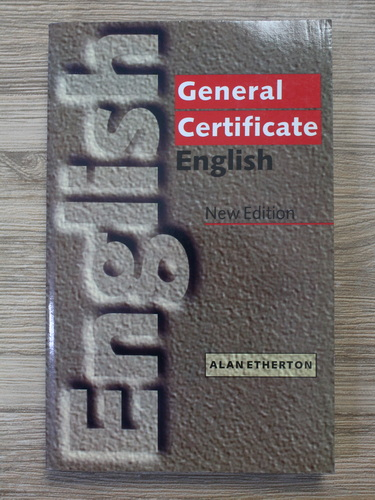 English
General
Certificate
English
New Edition
ALAN ETHERTON